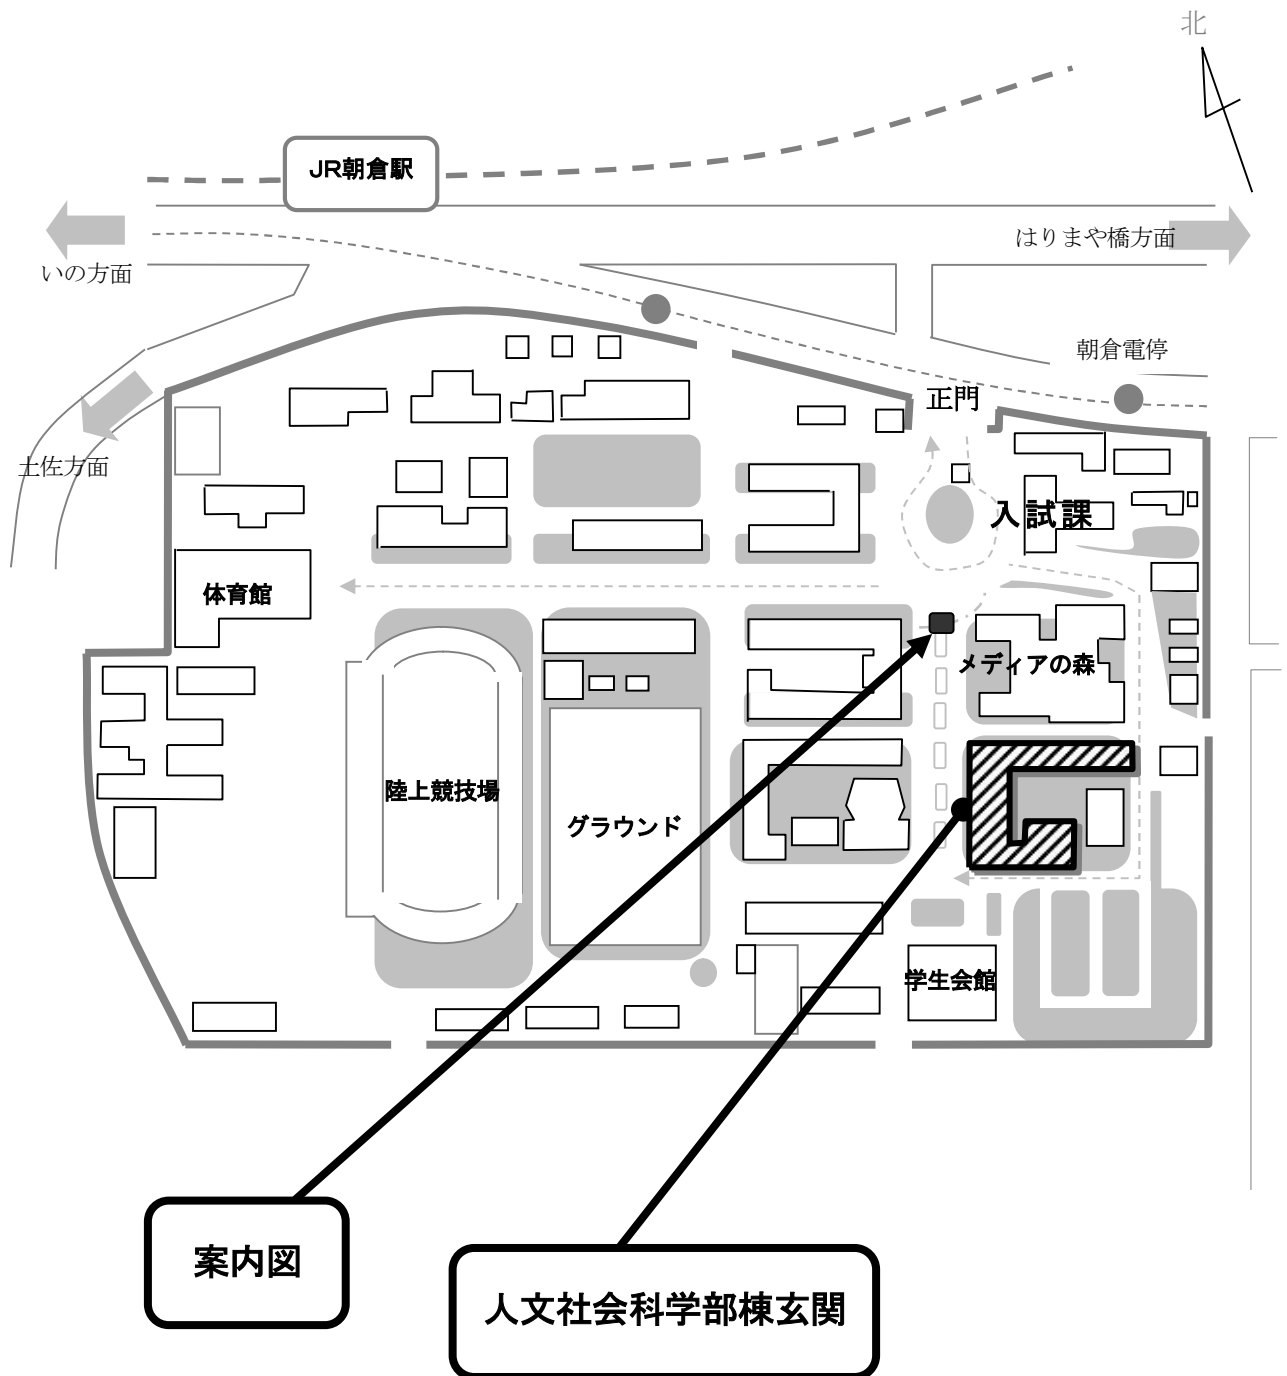 北
JR朝倉駅
はりまや橋方面
いの方面
朝倉電停
正門
土佐方面
入試課
体育館
メディアの森
陸上競技場
グラウンド
学生会館
案内図
人文社会科学部棟玄関